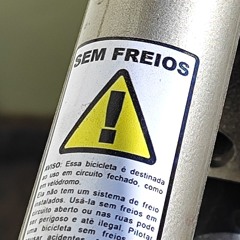 SEM FREIOS
AVISO: Essa bicicleta é destinada
ao uso em circuito fechado, como
um velódromo.
Ela não tem um sistema de freio
instalados. Usá-la sem freios em
circuito aberto ou nas ruas pode
ser perigoso e até ilegal. Pilotar
uma bicicleta sem freios
causar acidentes